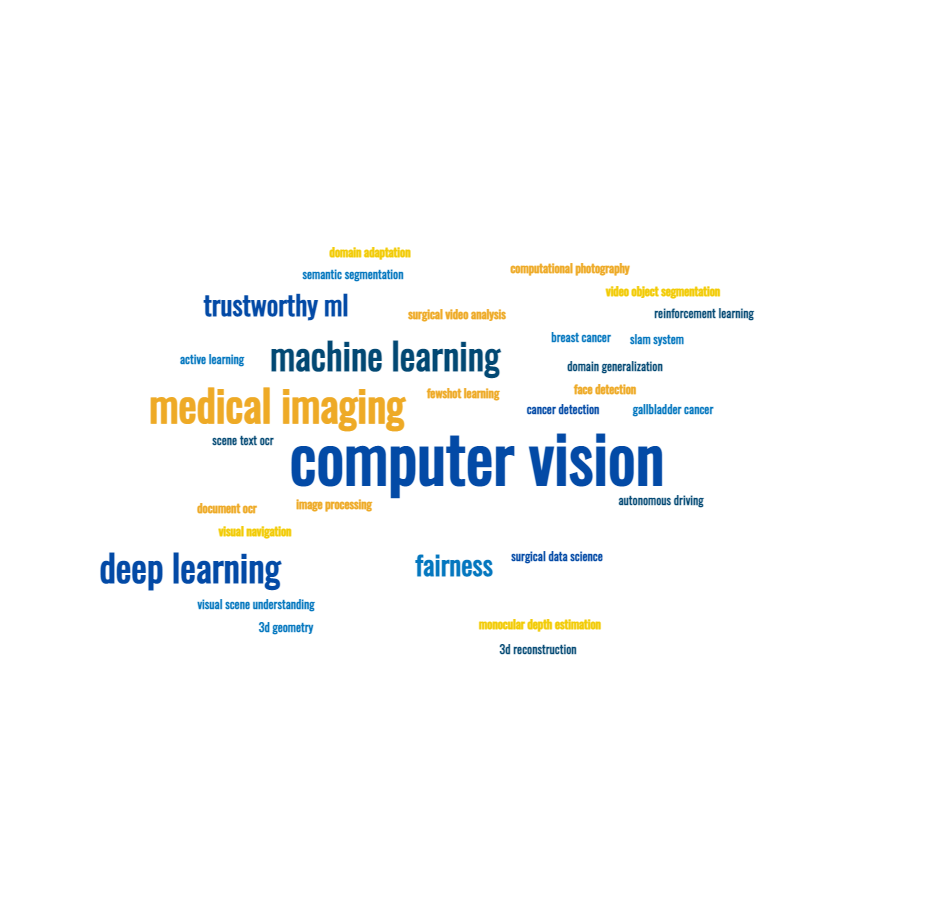 domain adaptation
computational photography
semantic segmentation
video object segmentation
trustworthy ml
surgical video analysis
reinforcement learning
breast cancer
slam system
machine learning
active learning
domain generalization
medical imaging
fewshot learning
face detection
cancer detection
gallbladder cancer
scene text ocr
computer vision
autonomous driving
document ocr
image processing
visual navigation
deep learning
fairness
surgical data science
visual scene understanding
3d geometry
monocular depth estimation
3d reconstruction